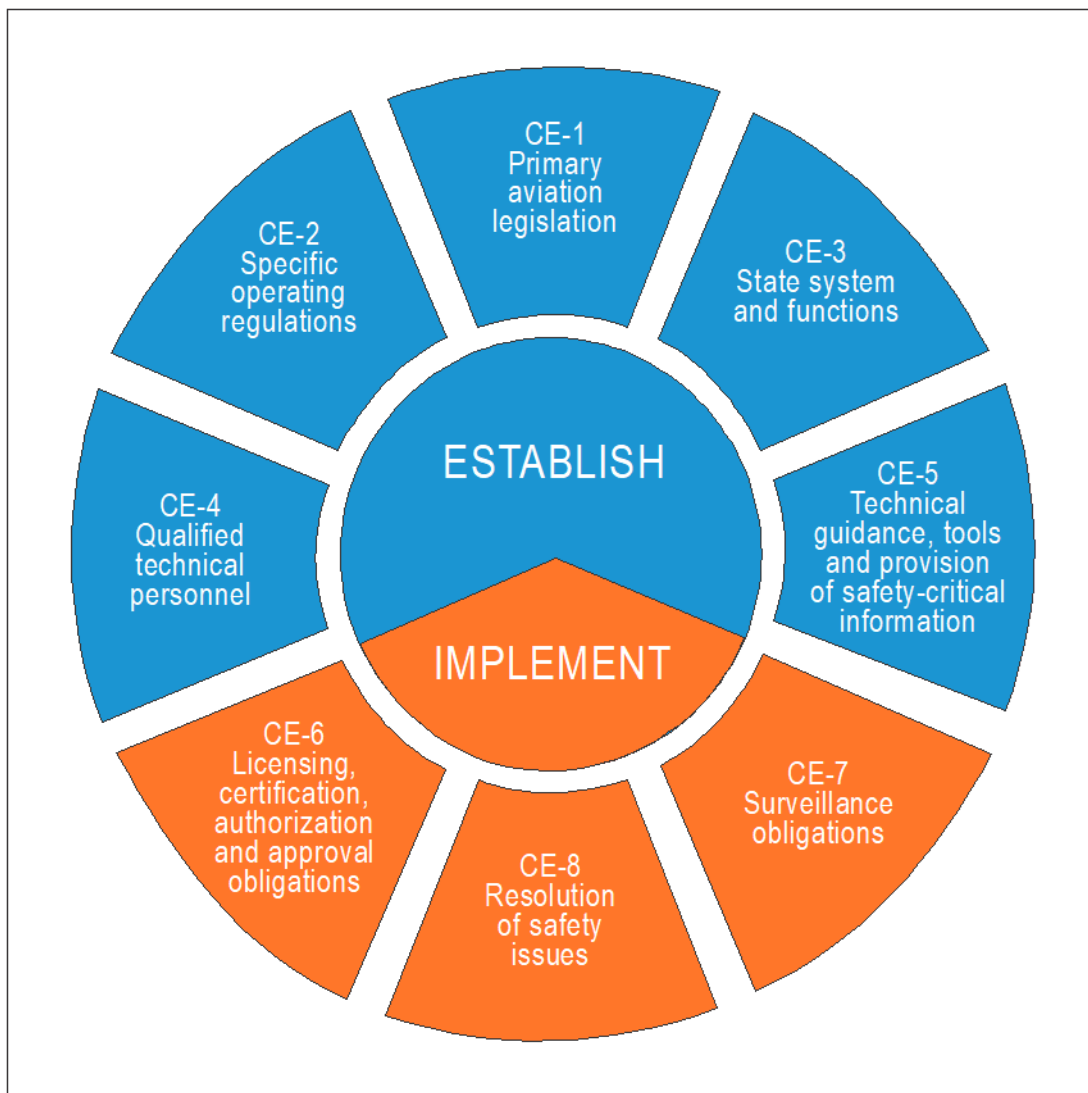 CE-1
Primary
aviation
legislation
CE-2
Specific
operating
regulations
CE-3
State system
and functions
CE-4
Qualified
technical
personnel
ESTABLISH
CE-5
Technical
guidance, tools
and provision
of safety-critical
information
IMPLEMENT
CE-6
Licensing,
certification,
authorization
and approval
obligations
CE-7
Surveillance
obligations
CE-8
Resolution
of safety
issues